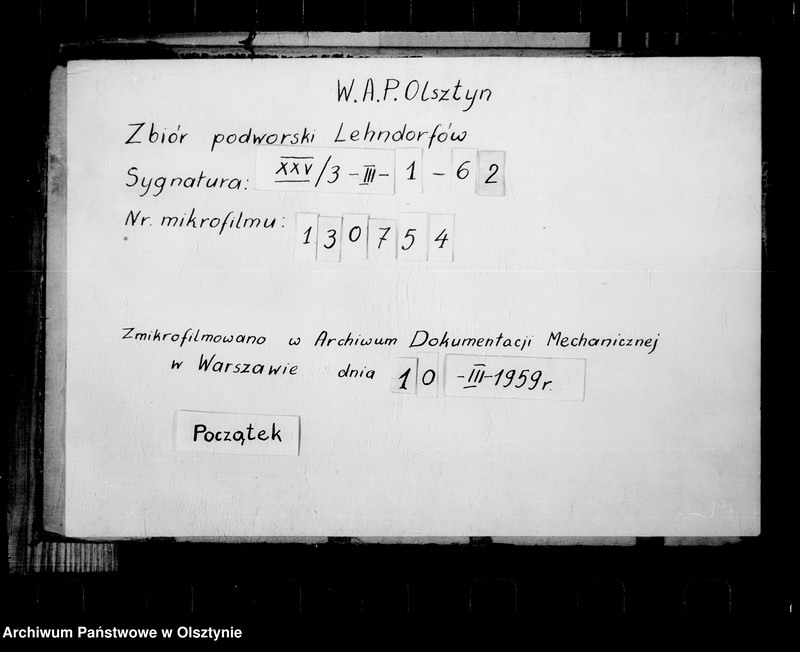 W.A.P. Olsztyn
Zbiór podworski Lehndorfów
Sygnatura: XXV/3-III-1-62
Nr. mikrofilmu: 130754
Zmikrofilmowano w Archiwum Dokumentacji Mechanicznej
w Warszawie dnia 10-III-1959r.
Początek
Archiwum Państwowe w Olsztynie